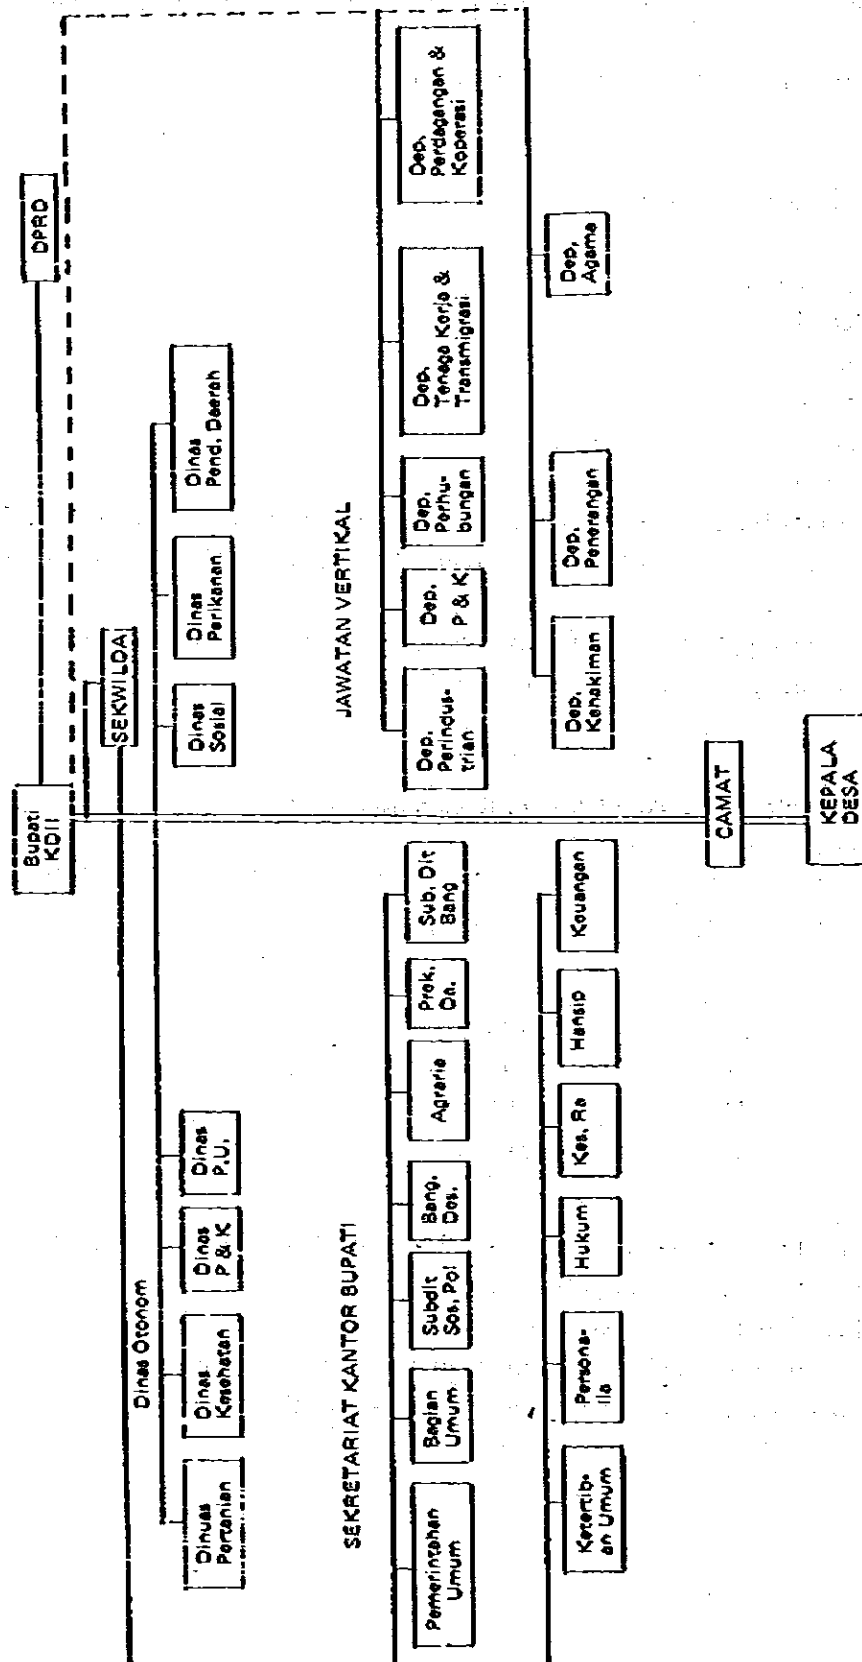 Bupati
KDII
DPRD
SEKWILDA
Dinas Otonom
Dinuas
Pertanian
Dinas
Kesehatan
Dinas
P & K
Dinas
P.U.
Dinas
Sosial
Dinas
Perikanan
Dinas
Pend. Daerah
SEKRETARIAT KANTOR BUPATI
JAWATAN VERTIKAL
Pemerintahan
Umum
Bagian
Umum
Subdit
Sos. Pol
Bang.
Des.
Agraria
Prok.
Da.
Sub. Dit
Bang
Dep.
Perindus-
trian
Dep.
P & K
Dep.
Perhu-
bungan
Dep.
Tenaga Kerja &
Transmigrasi
Dep.
Perdagangan &
Koperasi
Ketertib-
an Umum
Persona-
lia
Hukum
Kes. Ra
Hansip
Keuangan
Dep.
Kehakiman
Dep.
Penerangan
Dep.
Agama
CAMAT
KEPALA
DESA